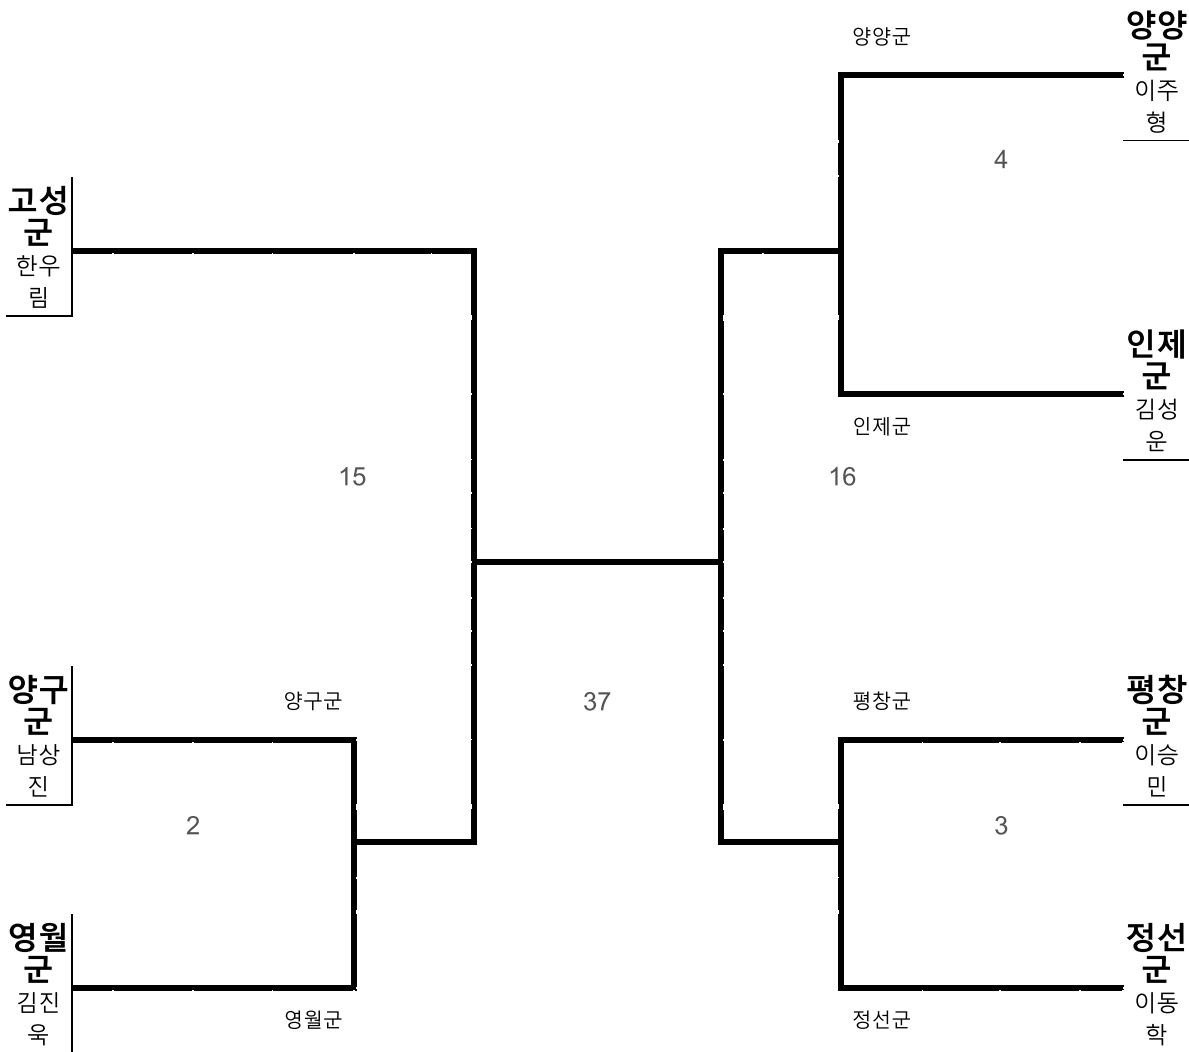 양양군
양양
군
이주
형
4
고성
군
한우
림
인제
군
김성
운
인제군
15
16
양구
군
남상
진
양구군
37
평창군
평창
군
이승
민
2
3
영월
군
김진
욱
영월군
정선군
정선
군
이동
학